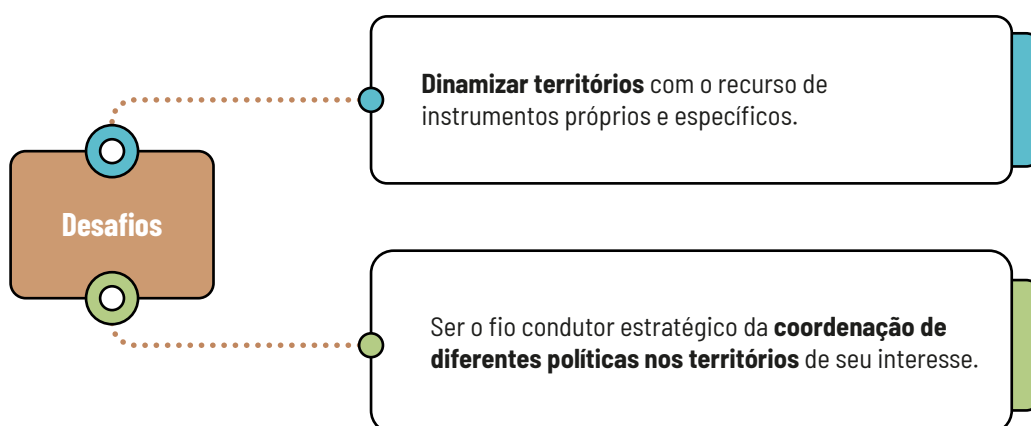 Dinamizar territórios com o recurso de
instrumentos próprios e específicos.
Desafios
Ser o fio condutor estratégico da coordenação de
diferentes políticas nos territórios de seu interesse.